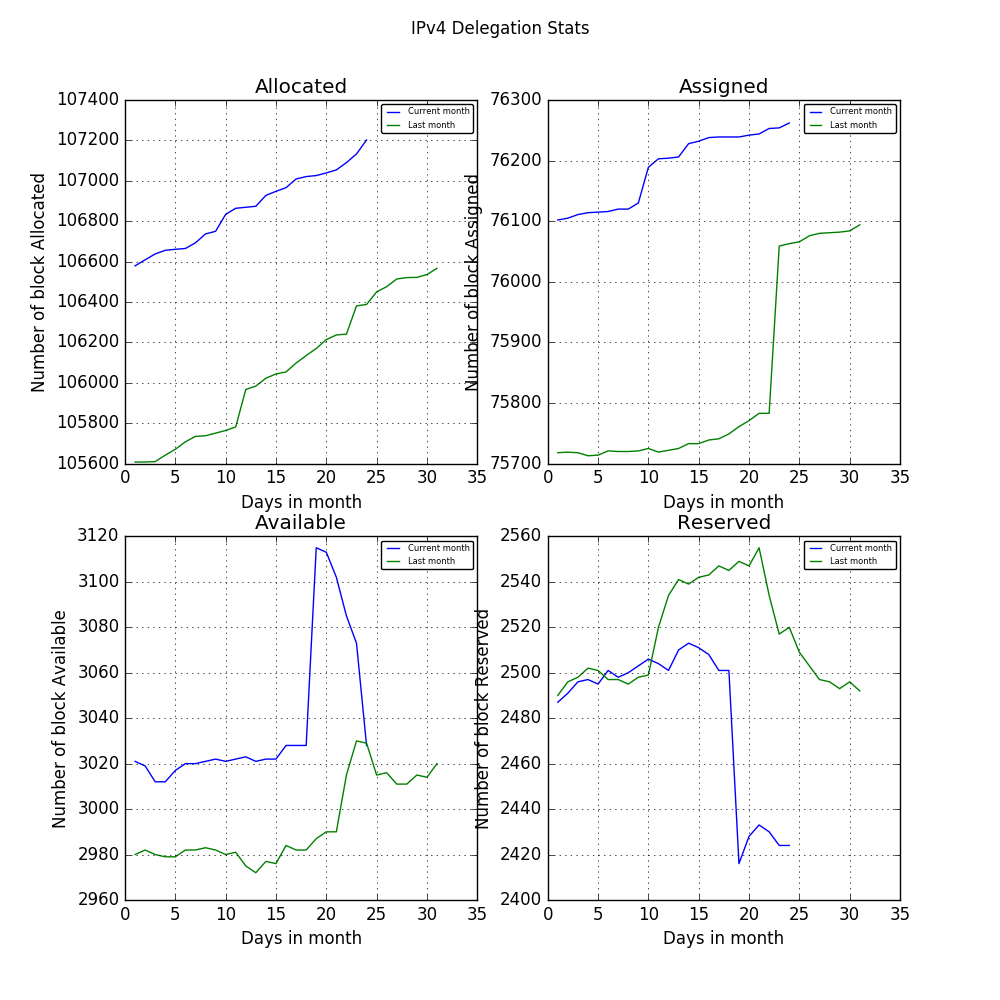 IPv4 Delegation Stats
Allocated
107400
107200
107000
106800
106600
106400
106200
106000
105800
105600
0 5 10 15 20 25 30 35
Number of block Allocated
Days in month
Current month
Last month
Assigned
76300
76200
76100
76000
75900
75800
75700
0 5 10 15 20 25 30 35
Number of block Assigned
Days in month
Current month
Last month
Available
3120
3100
3080
3060
3040
3020
3000
2980
2960
0 5 10 15 20 25 30 35
Number of block Available
Days in month
Current month
Last month
Reserved
2560
2540
2520
2500
2480
2460
2440
2420
2400
0 5 10 15 20 25 30 35
Number of block Reserved
Days in month
Current month
Last month